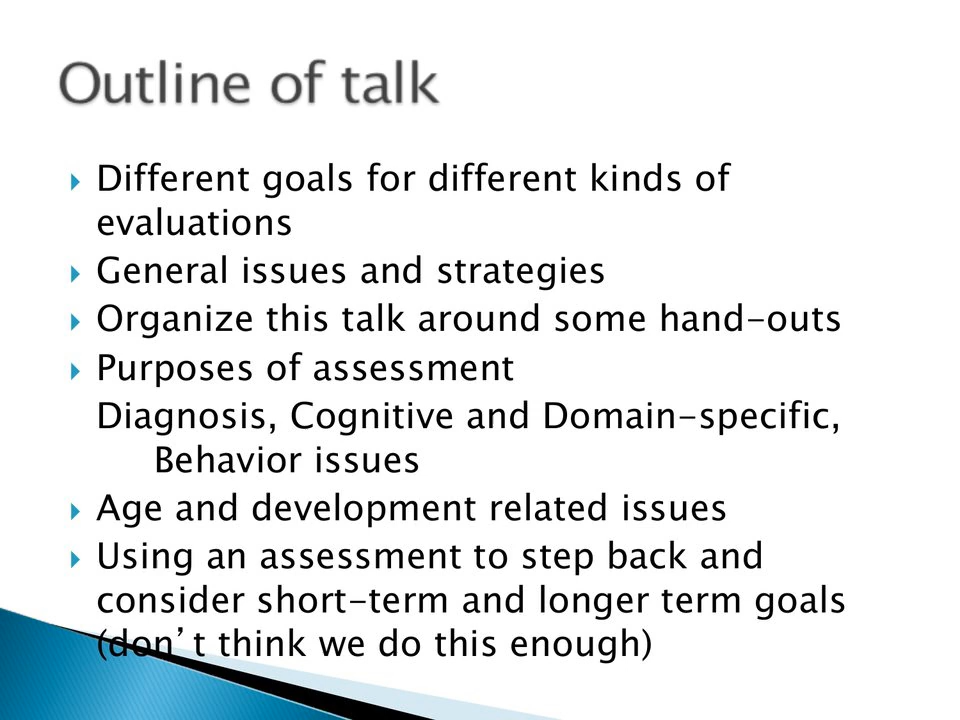 Outline of talk
Different goals for different kinds of
evaluations
General issues and strategies
Organize this talk around some hand-outs
Purposes of assessment
Diagnosis, Cognitive and Domain-specific,
Behavior issues
Age and development related issues
Using an assessment to step back and
consider short-term and longer term goals
(don’t think we do this enough)